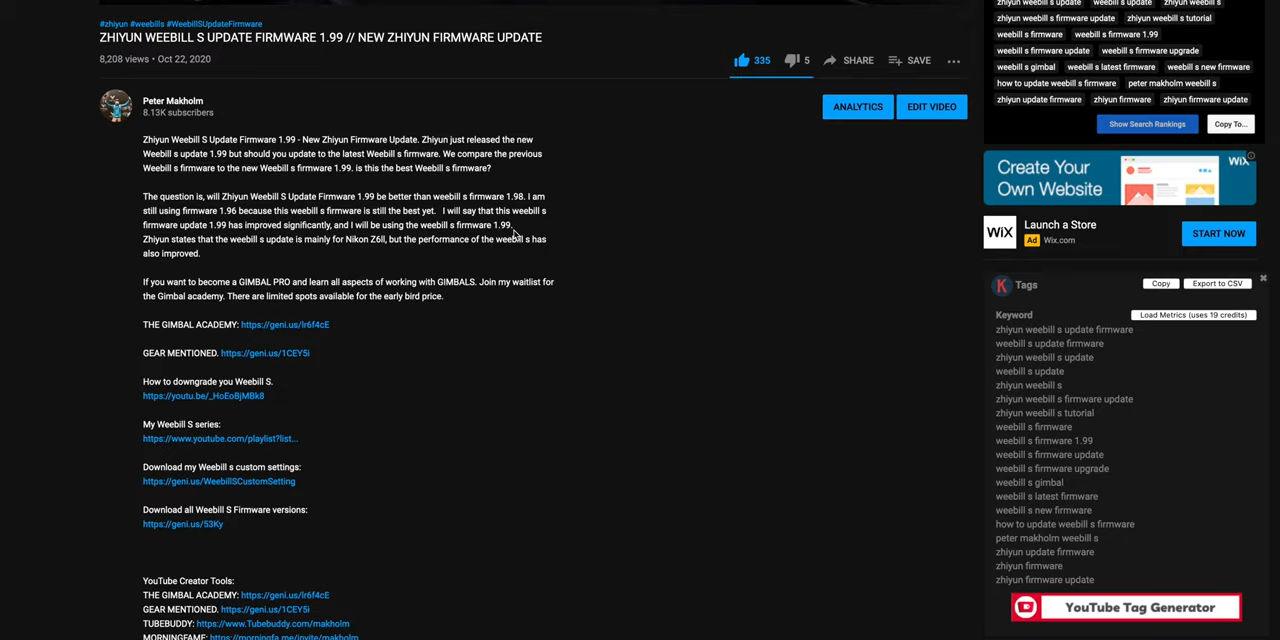 #zhiyun #weebills #WeebillSUpdateFirmware
ZHIYUN WEEBILL S UPDATE FIRMWARE 1.99 // NEW ZHIYUN FIRMWARE UPDATE
8,208 views • Oct 22, 2020
335
5
SHARE
SAVE
Peter Makholm
8.13K subscribers
ANALYTICS
EDIT VIDEO
Zhiyun Weebill S Update Firmware 1.99 - New Zhiyun Firmware Update. Zhiyun just released the new
Weebill s update 1.99 but should you update to the latest Weebill s firmware. We compare the previous
Weebill s firmware to the new Weebill s firmware 1.99. is this the best Weebill s firmware?
The question is, will Zhiyun Weebill S Update Firmware 1.99 be better than weebill s firmware 1.98. I am
still using firmware 1.96 because this weebill s firmware is still the best yet. I will say that this weebill s
firmware update 1.99 has improved significantly, and I will be using the weebill s firmware 1.99.
Zhiyun states that the weebill s update is mainly for Nikon Z6ll, but the performance of the weebill s has
also improved.
If you want to become a GIMBAL PRO and learn all aspects of working with GIMBALS. Join my waitlist for
the Gimbal academy. There are limited spots available for the early bird price.
THE GIMBAL ACADEMY: https://geni.us/lr6f4cE
GEAR MENTIONED. https://geni.us/1CEY5i
How to downgrade you Weebill S.
https://youtu.be/_HoEoBjMBk8
My Weebill S series:
https://www.youtube.com/playlist?list...
Download my Weebill s custom settings:
https://geni.us/WeebillSCustomSetting
Download all Weebill S Firmware versions:
https://geni.us/53Ky
YouTube Creator Tools:
THE GIMBAL ACADEMY: https://geni.us/lr6f4cE
GEAR MENTIONED. https://geni.us/1CEY5i
TUBEBUDDY: https://www.Tubebuddy.com/makholm
MORNINGFAME: https://morningfa.me/invite/makholm
zhiyun weebill s update weebill s update zhiyun weebill s
zhiyun weebill s firmware update zhiyun weebill s tutorial
weebill s firmware weebill s firmware 1.99
weebill s firmware update weebill s firmware upgrade
weebill s gimbal weebill s latest firmware weebill s new firmware
how to update weebill s firmware peter makholm weebill s
zhiyun update firmware zhiyun firmware zhiyun firmware update
Show Search Rankings
Copy To...
Create Your
Own Website
WiX
WiX
Launch a Store
Ad Wix.com
START NOW
K Tags
Copy
Export to CSV
Keyword
Load Metrics (uses 19 credits)
zhiyun weebill s update firmware
weebill s update firmware
zhiyun weebill s update
weebill s update
zhiyun weebill s
zhiyun weebill s firmware update
zhiyun weebill s tutorial
weebill s firmware
weebill s firmware 1.99
weebill s firmware update
weebill s firmware upgrade
weebill s gimbal
weebill s latest firmware
weebill s new firmware
how to update weebill s firmware
peter makholm weebill s
zhiyun update firmware
zhiyun firmware
zhiyun firmware update
YouTube Tag Generator